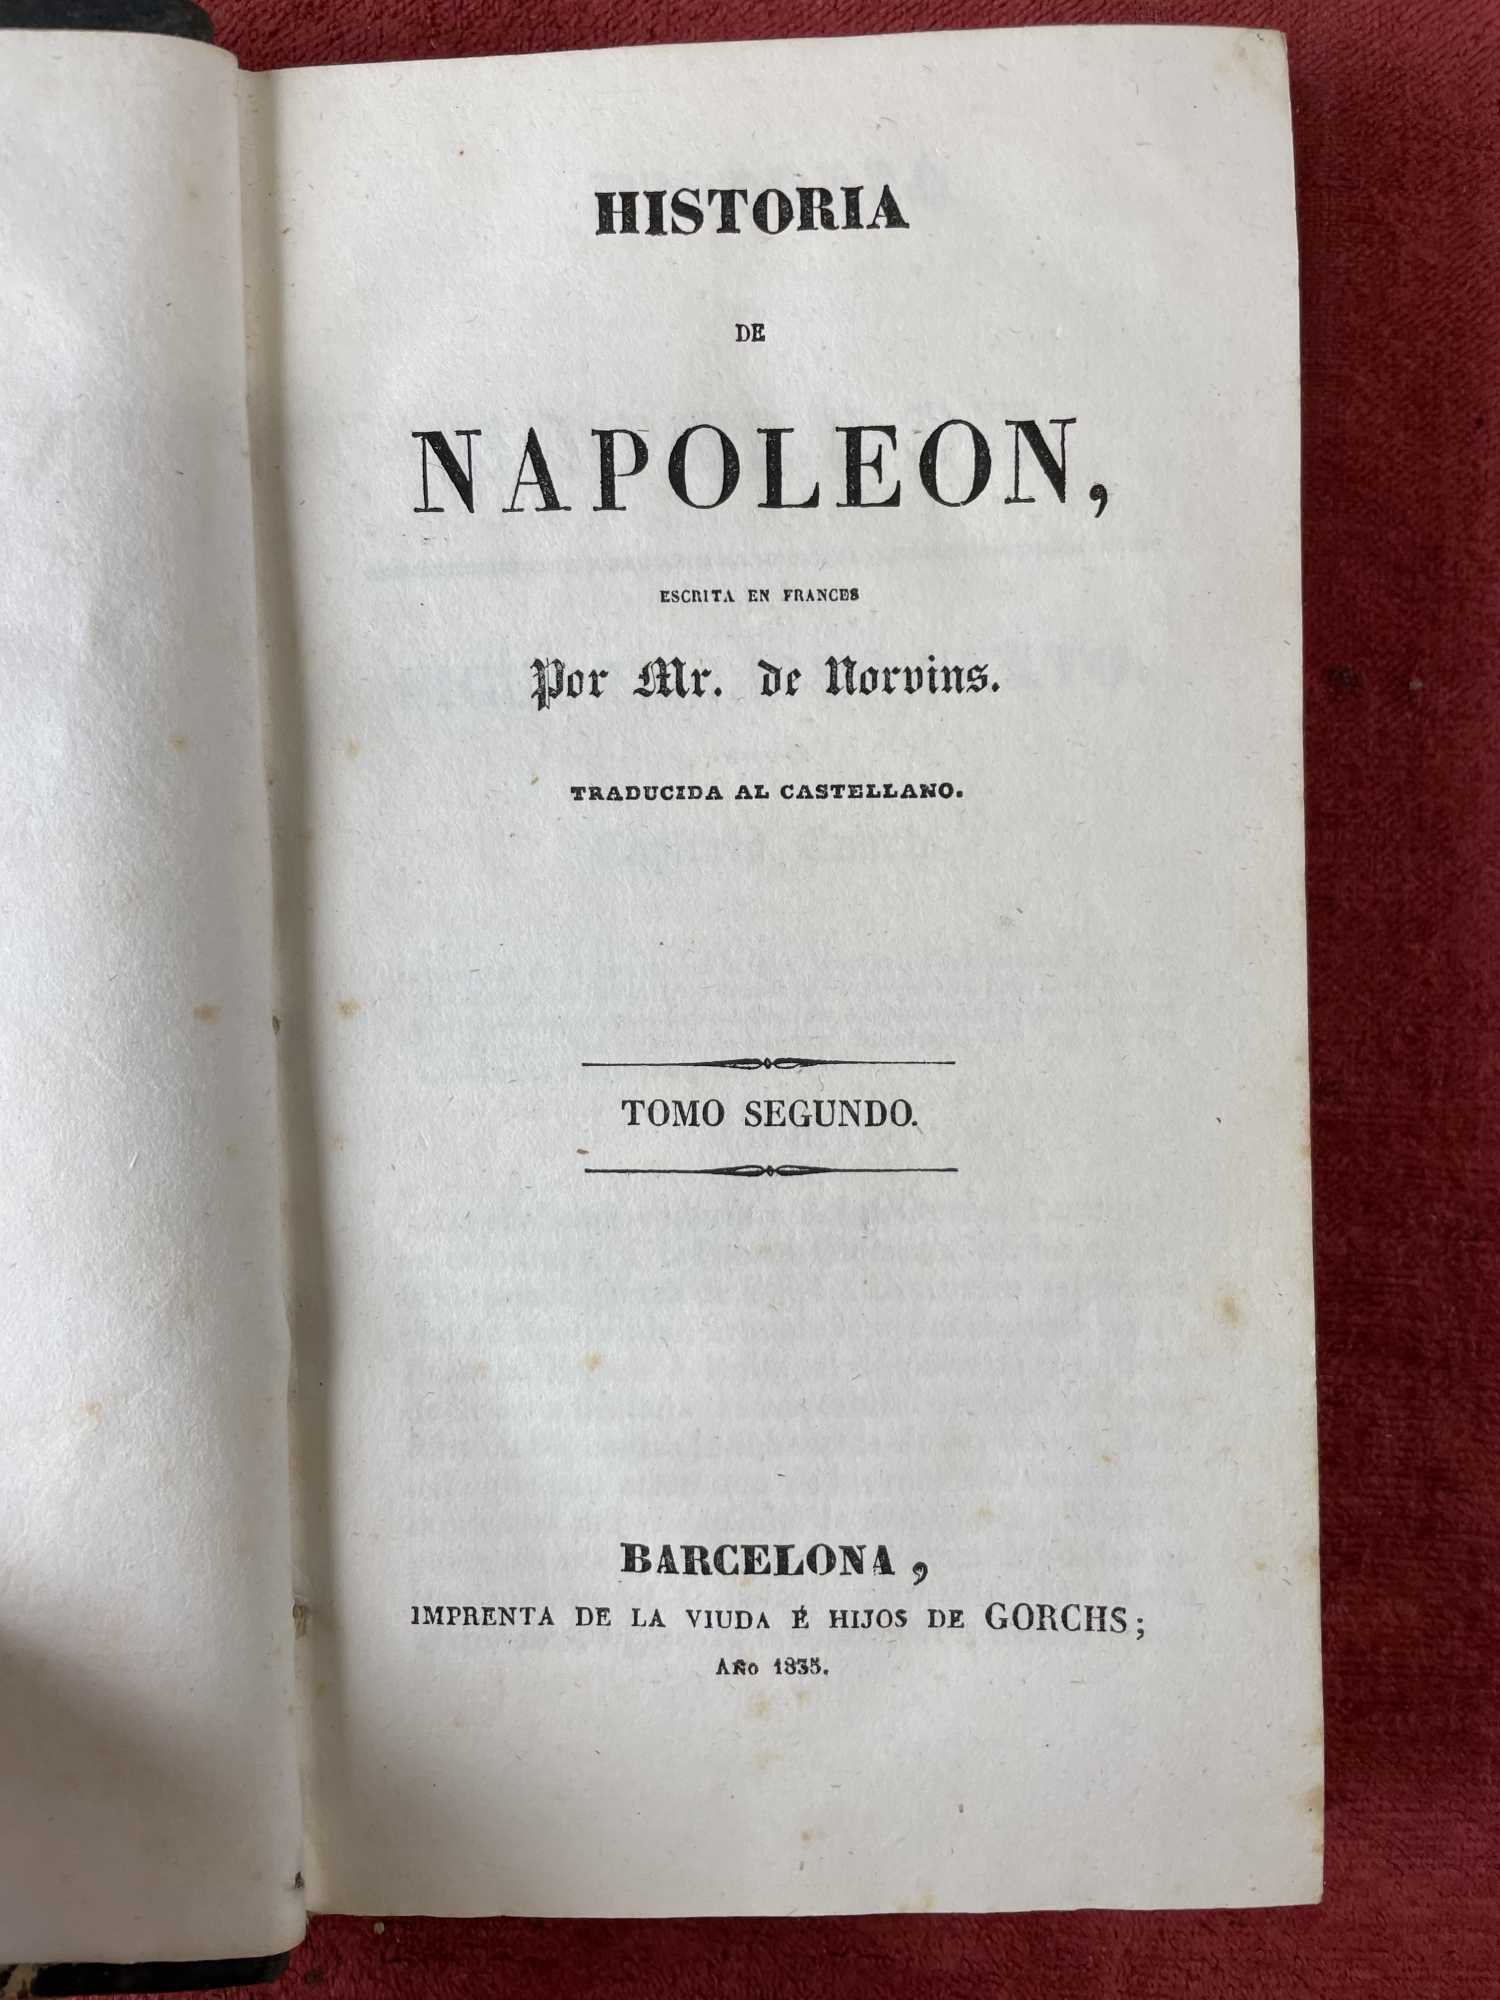 HISTORIA
DE
NAPOLEON,
ESCRITA EN FRANCES
Por Mr. de Norvins.
TRADUCIDA AL CASTELLANO.
TOMO SEGUNDO.
BARCELONA,
IMPRENTA DE LA VIUDA É HIJOS DE GORCHS;
AÑO 1835.